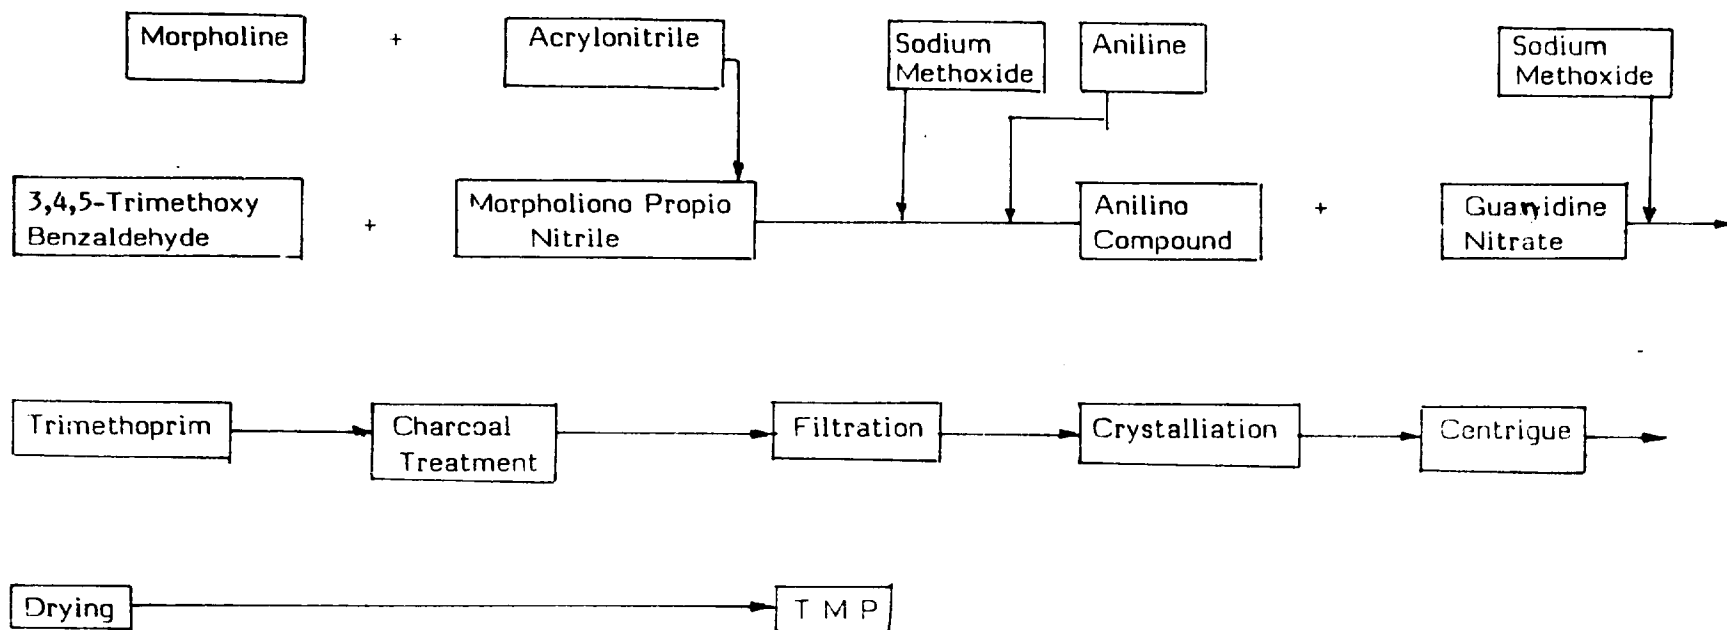 Morpholine + Acrylonitrile
Sodium
Methoxide
Aniline
Sodium
Methoxide
3,4,5-Trimethoxy
Benzaldehyde
+
Morpholiono Propio
Nitrile
Anilino
Compound
+
Guanidine
Nitrate
Trimethoprim
Charcoal
Treatment
Filtration
Crystalliation
Centrigue
Drying
T M P